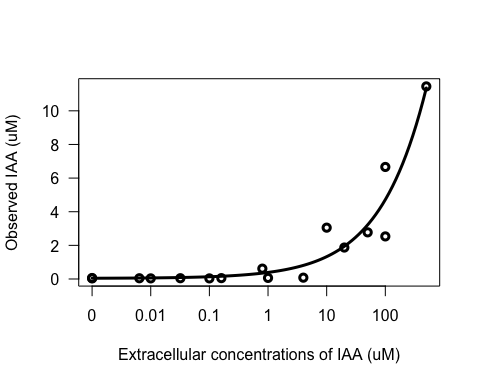 Observed IAA (uM)
10
8
6
4
2
0
0 0.01 0.1 1 10 100
Extracellular concentrations of IAA (uM)